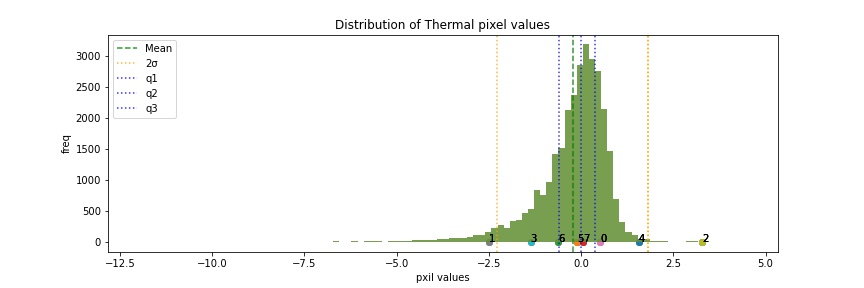 Distribution of Thermal pixel values
Mean
2σ
q1
q2
q3
freq
3000
2500
2000
1500
1000
500
0
1 3 6 5 7 0 4 2
−12.5 −10.0 −7.5 −5.0 −2.5 0.0 2.5 5.0
pxil values